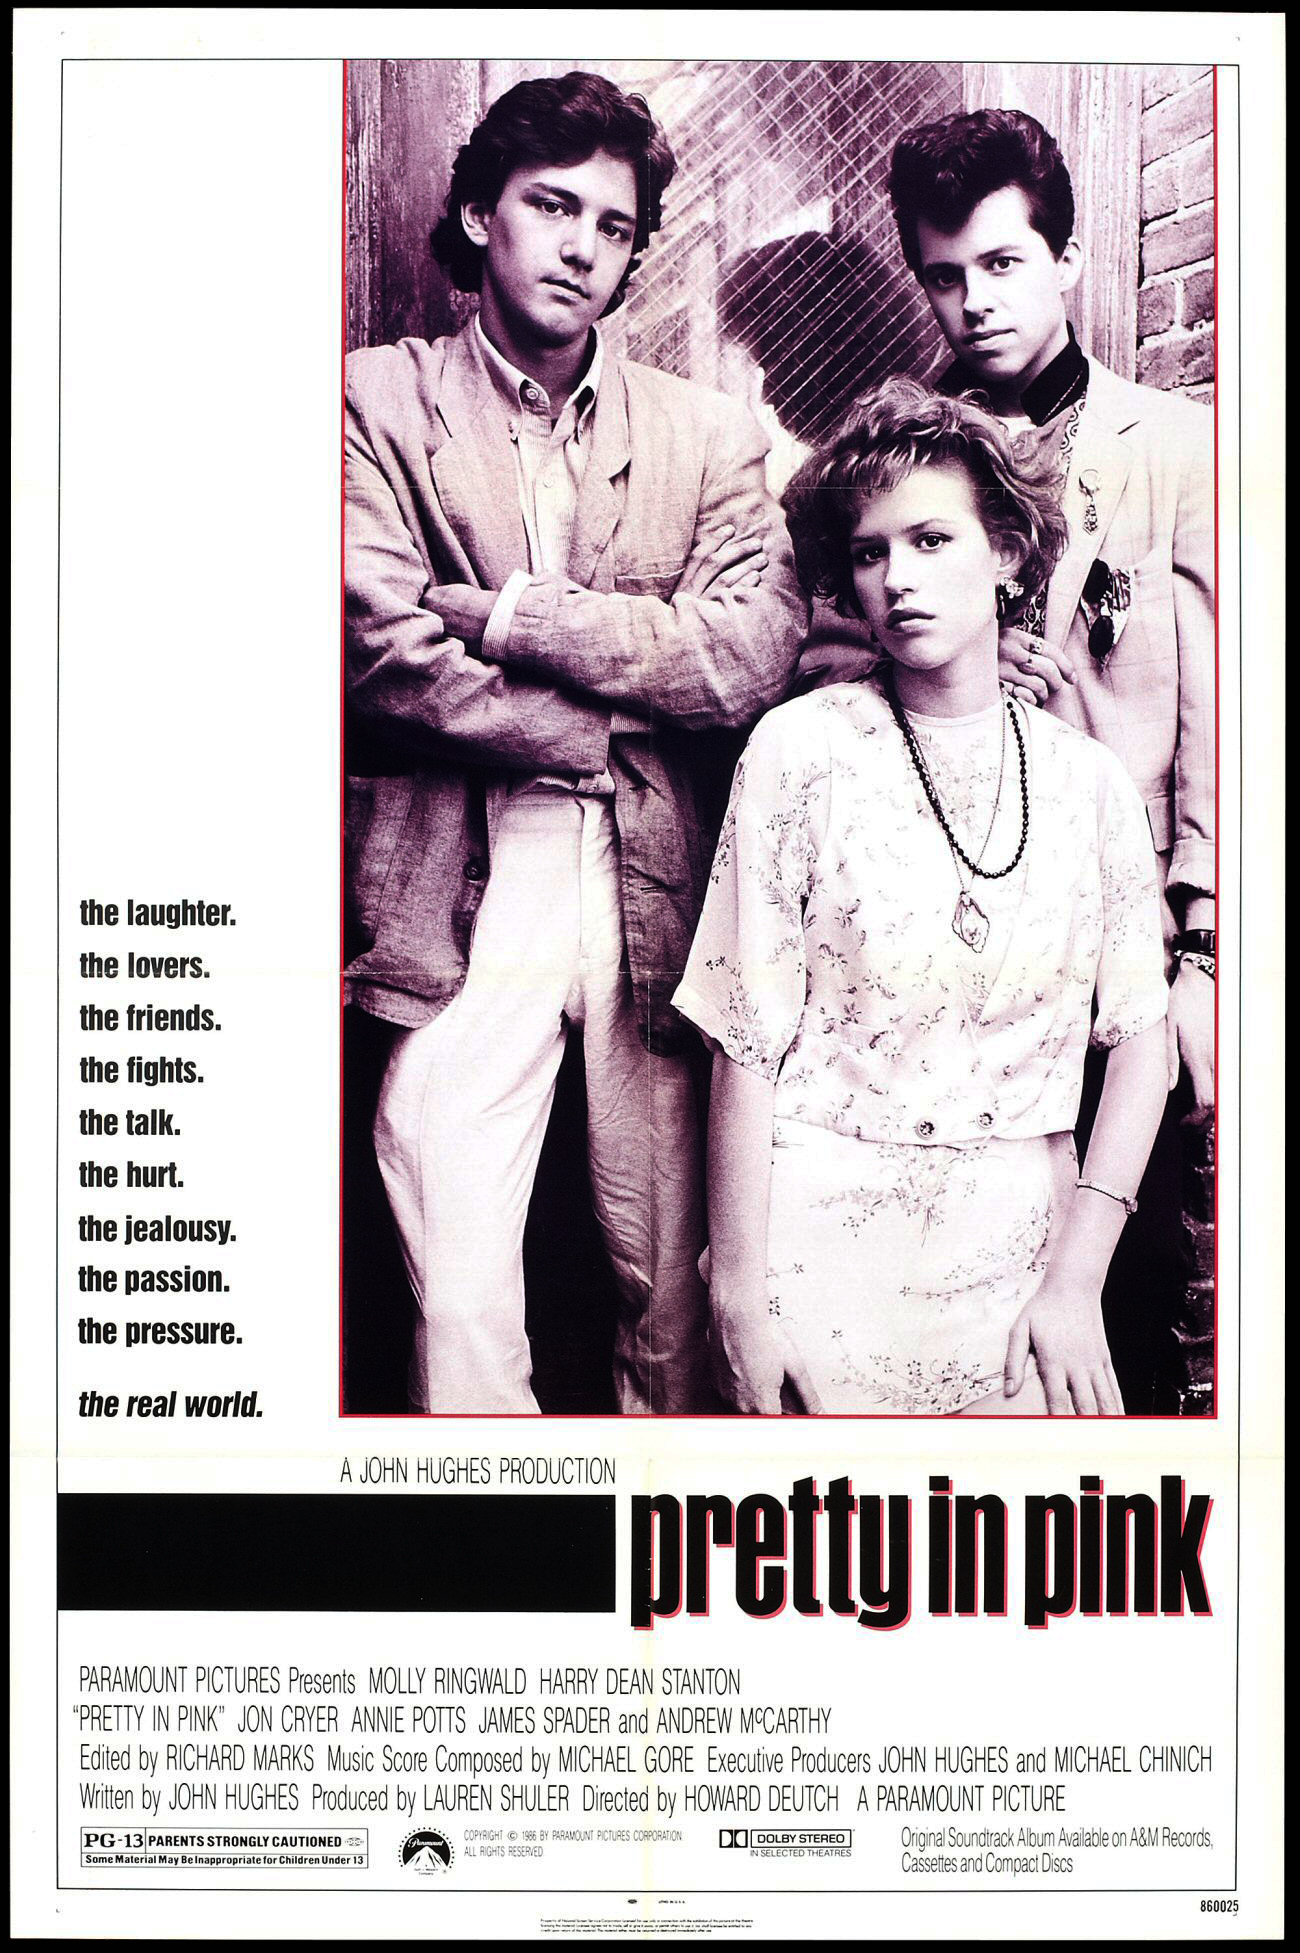 the laughter.
the lovers.
the friends.
the fights.
the talk.
the hurt.
the jealousy.
the passion.
the pressure.
the real world.
A JOHN HUGHES PRODUCTION
pretty in pink
PARAMOUNT PICTURES Presents MOLLY RINGWALD HARRY DEAN STANTON
"PRETTY IN PINK" JON CRYER ANNIE POTTS JAMES SPADER and ANDREW McCARTHY
Edited by RICHARD MARKS Music Score Composed by MICHAEL GORE Executive Producers JOHN HUGHES and MICHAEL CHINICH
Written by JOHN HUGHES Produced by LAUREN SHULER Directed by HOWARD DEUTCH A PARAMOUNT PICTURE
PG-13 PARENTS STRONGLY CAUTIONED
Some Material May Be Inappropriate for Children Under 13
Paramount
COPYRIGHT © 1986 BY PARAMOUNT PICTURES CORPORATION
ALL RIGHTS RESERVED
DOLBY STEREO
IN SELECTED THEATRES
Original Soundtrack Album Available on A&M Records,
Cassettes and Compact Discs
860025